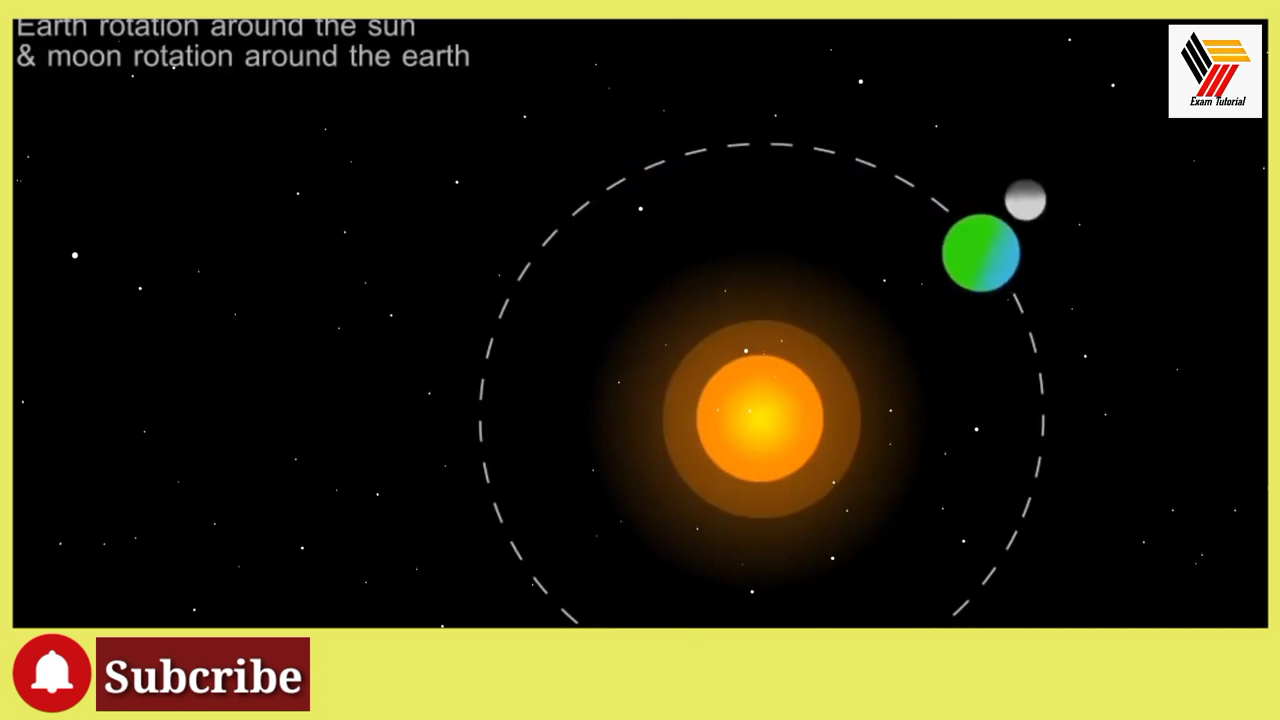 Earth rotation around the sun
& moon rotation around the earth
Exam Tutorial
Subcribe